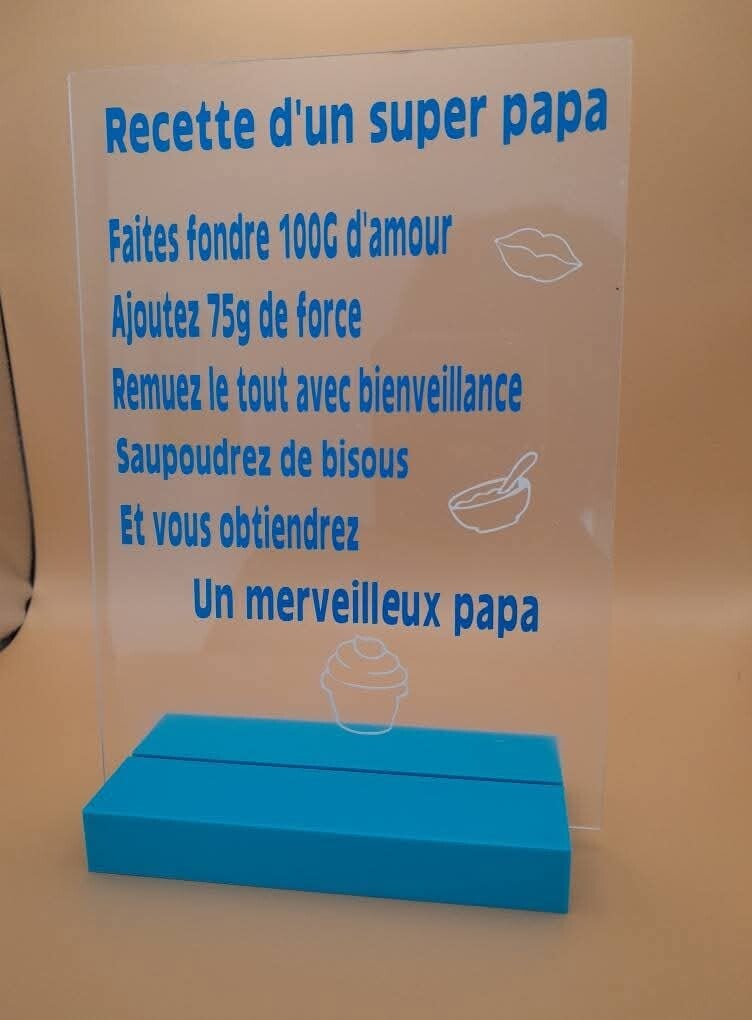 Recette d'un super papa
Faites fondre 100G d'amour
Ajoutez 75g de force
Remuez le tout avec bienveillance
Saupoudrez de bisous
Et vous obtiendrez
Un merveilleux papa